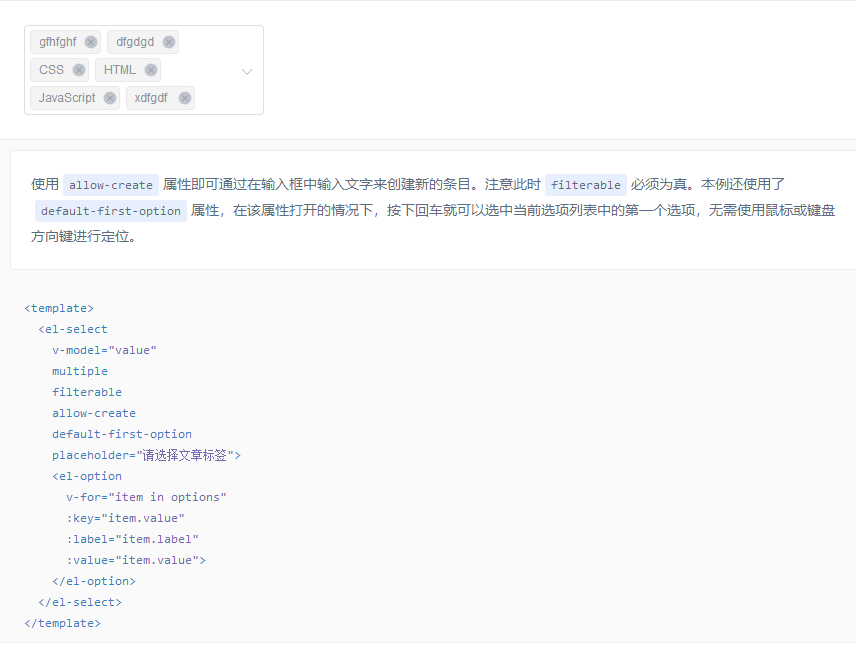 gfhfghf dfgdgd
CSS HTML
JavaScript xdfgdf
使用 allow-create 属性即可通过在输入框中输入文字来创建新的条目。注意此时 filterable 必须为真。本例还使用了
default-first-option 属性，在该属性打开的情况下，按下回车就可以选中当前选项列表中的第一个选项，无需使用鼠标或键盘
方向键进行定位。
<template>
  <el-select
    v-model="value"
    multiple
    filterable
    allow-create
    default-first-option
    placeholder="请选择文章标签">
    <el-option
      v-for="item in options"
      :key="item.value"
      :label="item.label"
      :value="item.value">
    </el-option>
  </el-select>
</template>